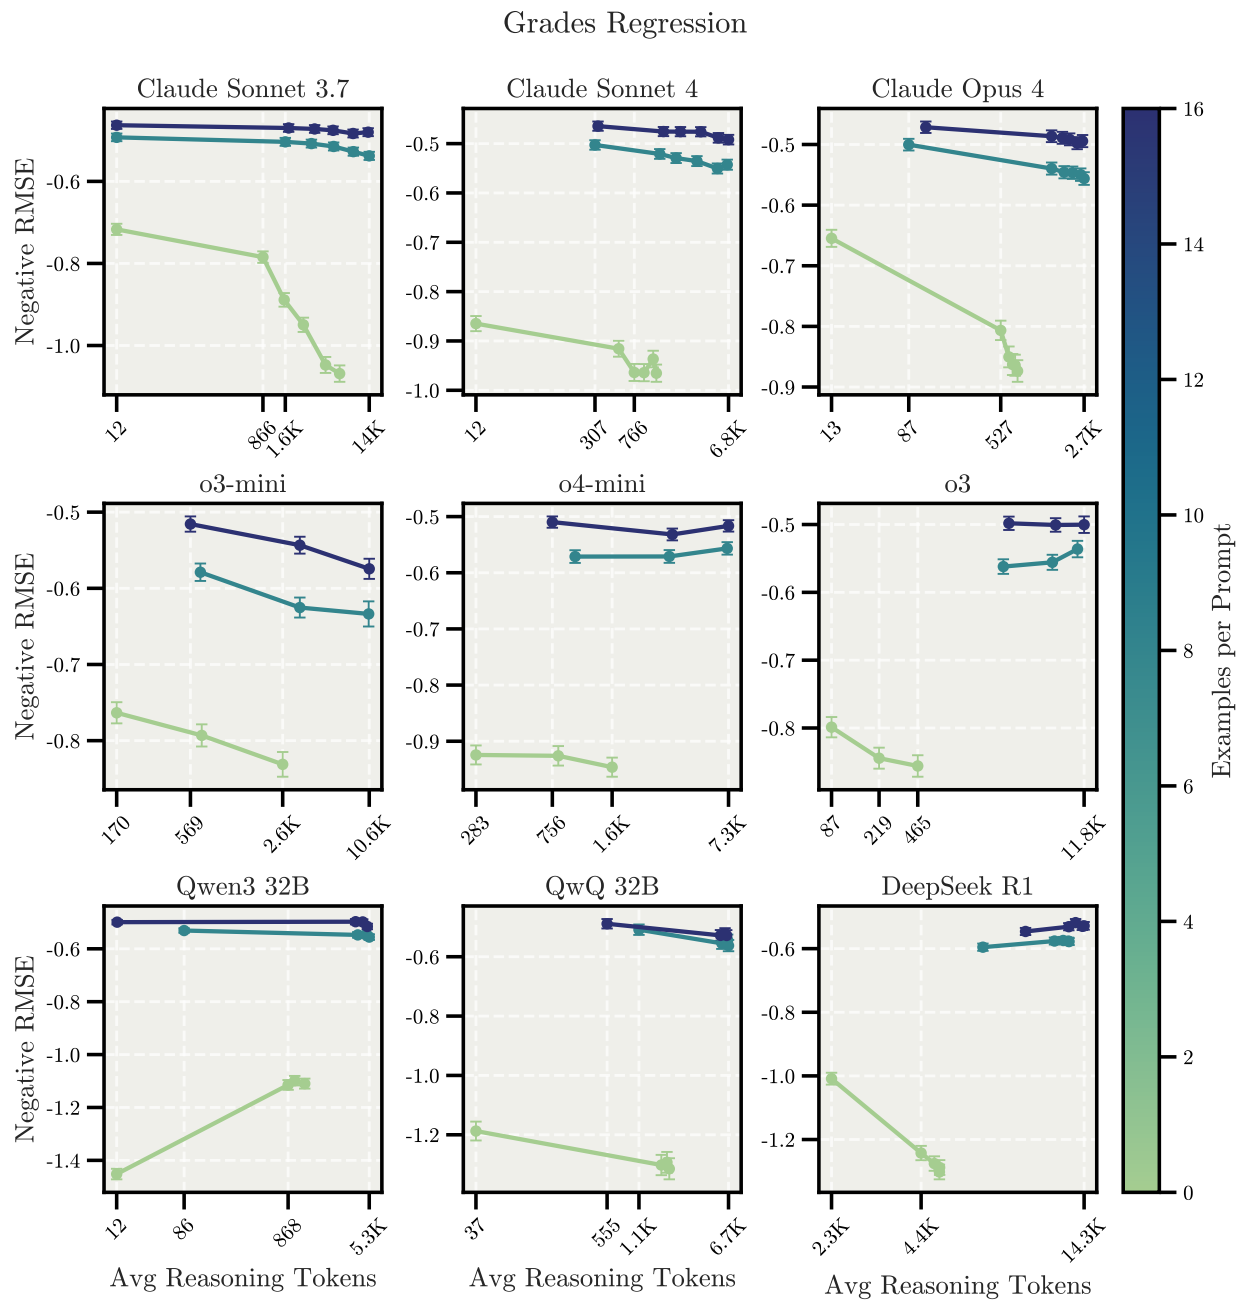 Grades Regression
Claude Sonnet 3.7
Claude Sonnet 4
Claude Opus 4
Negative RMSE
-0.6
-0.8
-1.0
12
866
1.6K
14K
-0.5
-0.6
-0.7
-0.8
-0.9
-1.0
12
307
766
6.8K
-0.5
-0.6
-0.7
-0.8
-0.9
13
87
527
2.7K
o3-mini
o4-mini
o3
Negative RMSE
-0.5
-0.6
-0.7
-0.8
170
569
2.6K
10.6K
-0.5
-0.6
-0.7
-0.8
-0.9
283
756
1.6K
7.3K
-0.5
-0.6
-0.7
-0.8
87
219
465
11.8K
Qwen3 32B
QwQ 32B
DeepSeek R1
Negative RMSE
-0.6
-0.8
-1.0
-1.2
-1.4
12
86
868
5.3K
Avg Reasoning Tokens
-0.6
-0.8
-1.0
-1.2
37
555
1.1K
6.7K
Avg Reasoning Tokens
-0.6
-0.8
-1.0
-1.2
2.3K
4.4K
14.3K
Avg Reasoning Tokens
16
14
12
10
8
6
4
2
0
Examples per Prompt